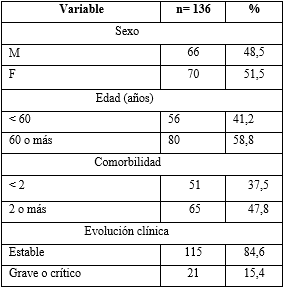 Variable n= 136 %
Sexo
M 66 48,5
F 70 51,5
Edad (años)
< 60 56 41,2
60 o más 80 58,8
Comorbilidad
< 2 51 37,5
2 o más 65 47,8
Evolución clínica
Estable 115 84,6
Grave o crítico 21 15,4